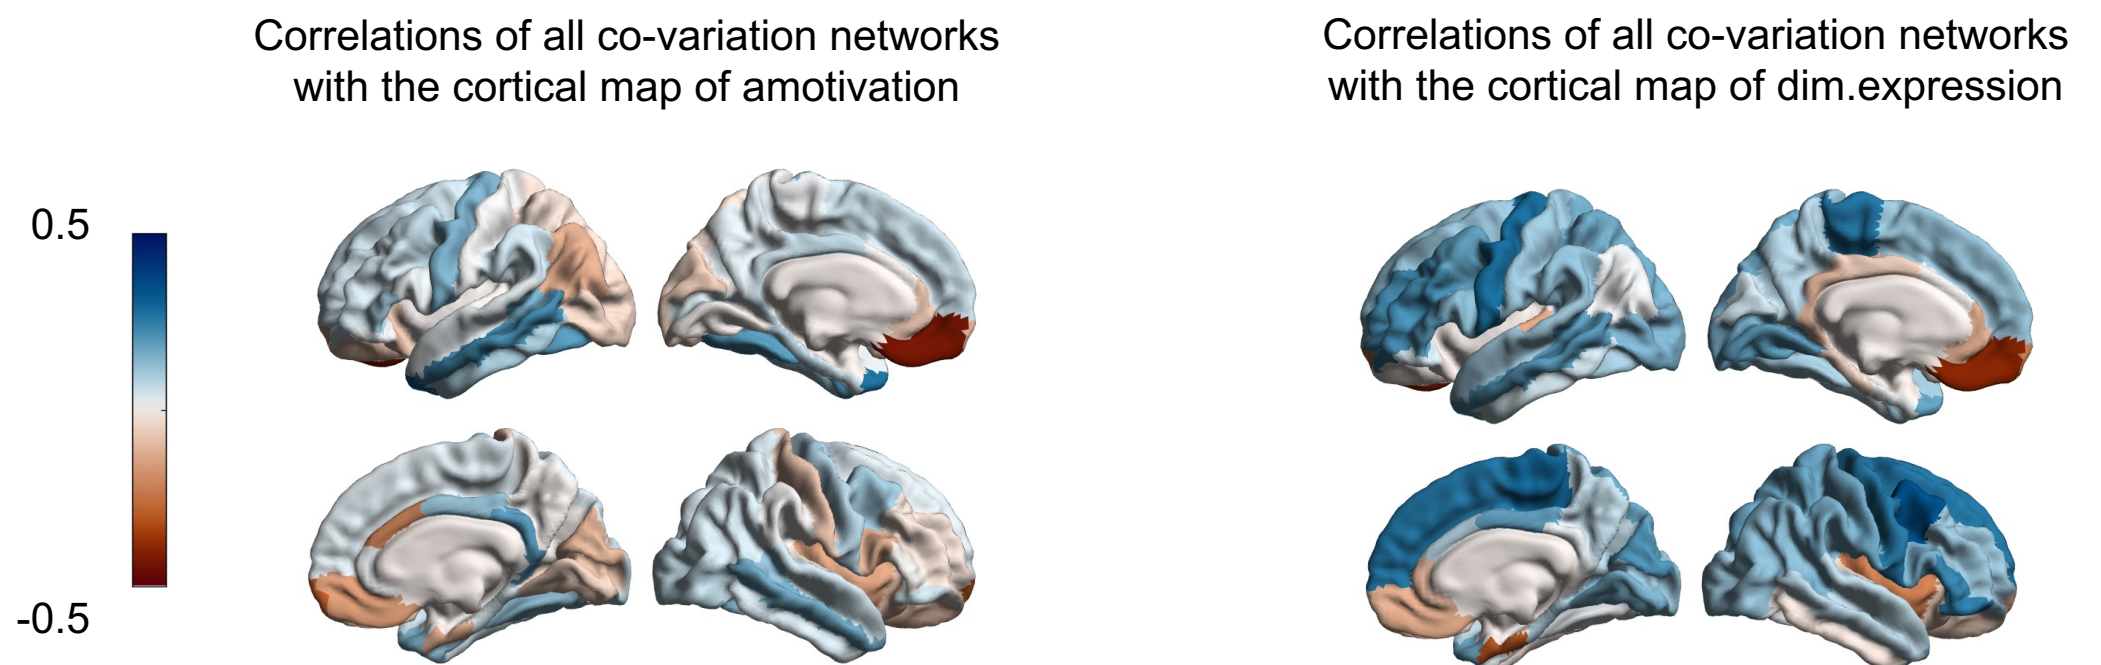 Correlations of all co-variation networks
with the cortical map of amotivation
Correlations of all co-variation networks
with the cortical map of dim.expression
0.5
-0.5